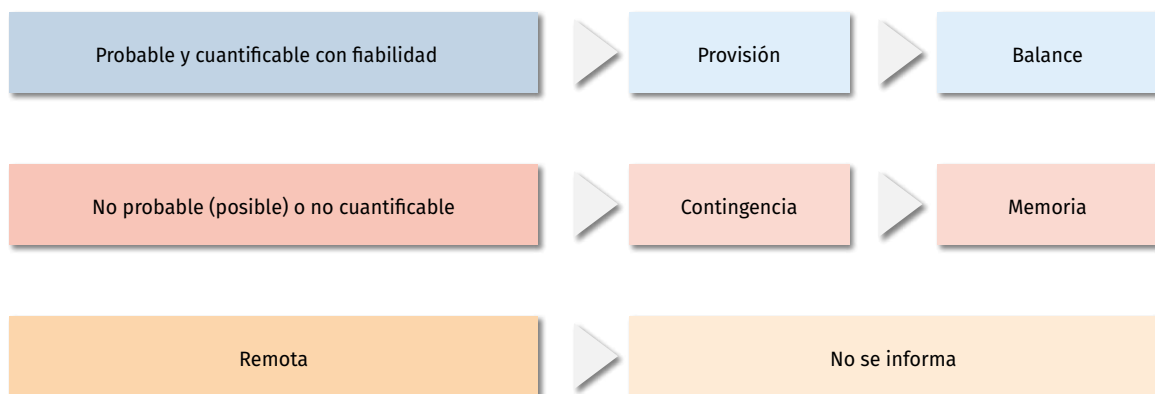 Probable y cuantificable con fiabilidad
Provisión
Balance
No probable (posible) o no cuantificable
Contingencia
Memoria
Remota
No se informa